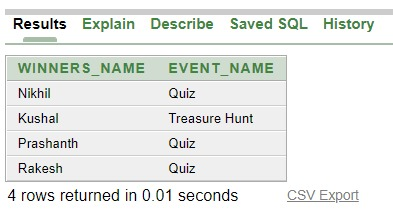 Results Explain Describe Saved SQL History
WINNERS_NAME EVENT_NAME
Nikhil Quiz
Kushal Treasure Hunt
Prashanth Quiz
Rakesh Quiz
4 rows returned in 0.01 seconds CSV Export